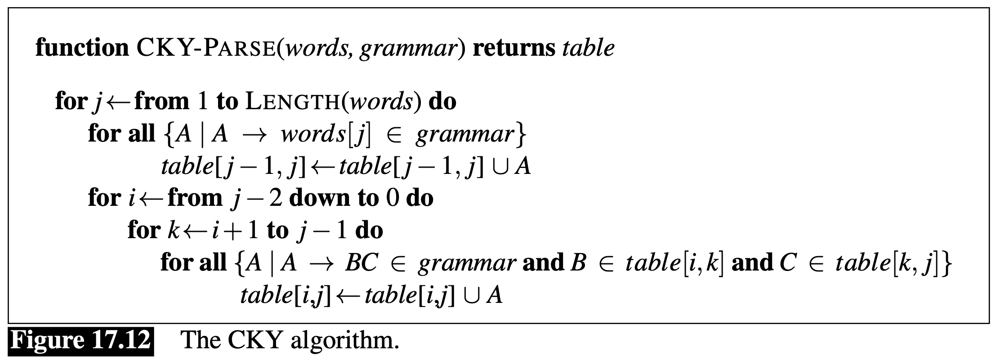 function CKY-PARSE(words, grammar) returns table
for j←from 1 to LENGTH(words) do
for all {A | A → words[j] ∈ grammar}
table[j−1, j]←table[j−1, j] ∪ A
for i←from j−2 down to 0 do
for k←i+1 to j−1 do
for all {A | A → BC ∈ grammar and B ∈ table[i,k] and C ∈ table[k, j]}
table[i,j]←table[i,j] ∪ A
Figure 17.12 The CKY algorithm.